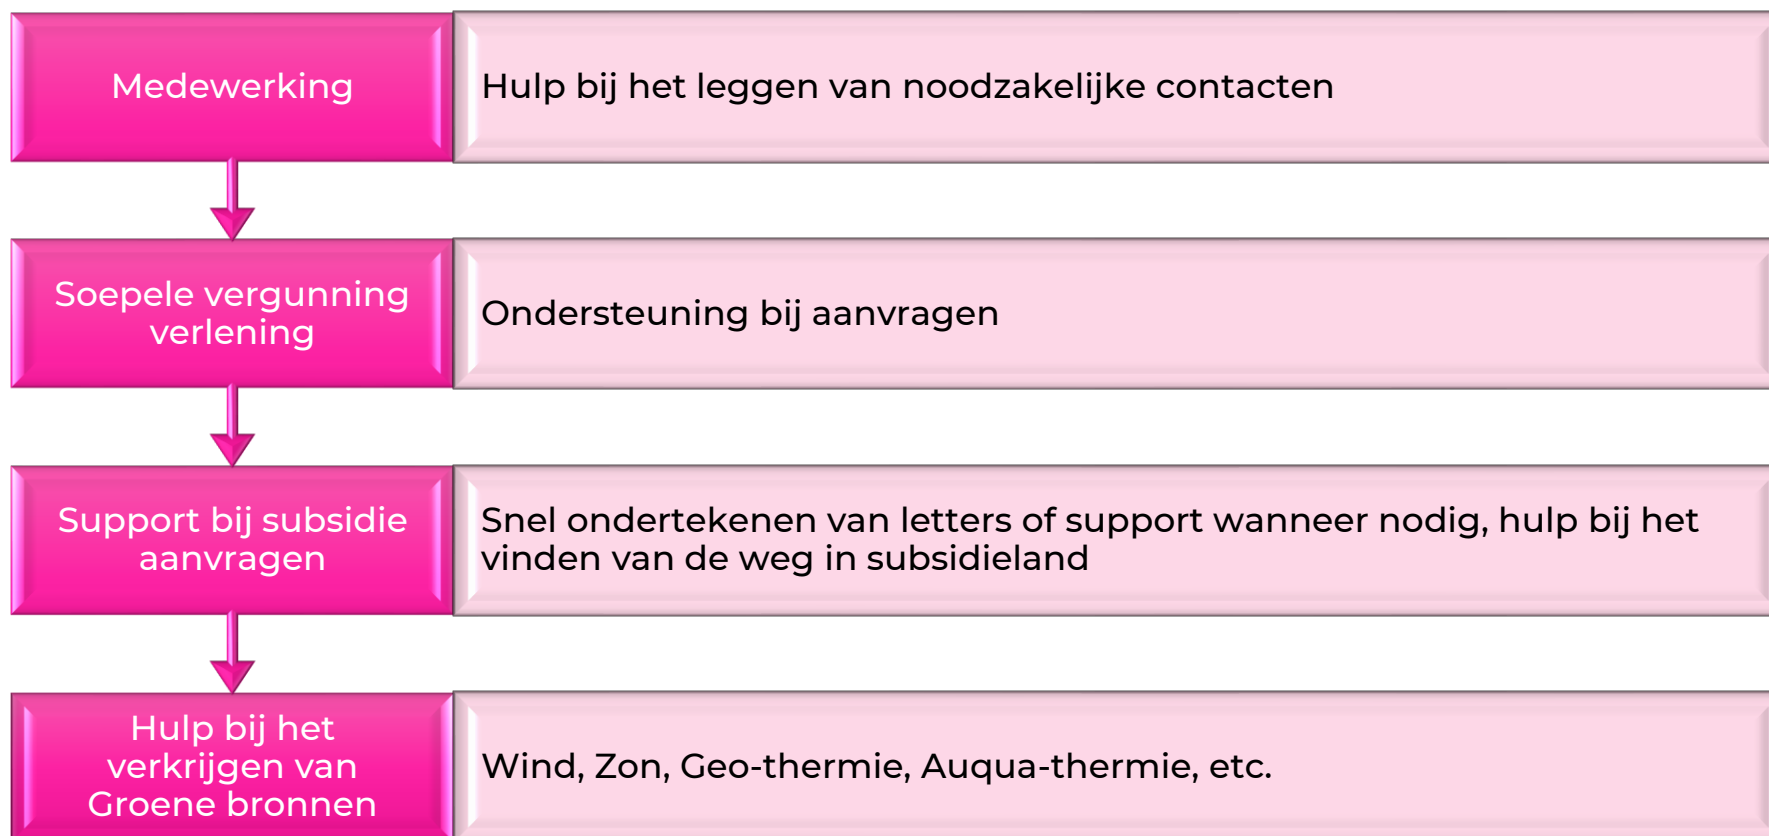 Medewerking
Hulp bij het leggen van noodzakelijke contacten
Soepele vergunning
verlening
Ondersteuning bij aanvragen
Support bij subsidie
aanvragen
Snel ondertekenen van letters of support wanneer nodig, hulp bij het
vinden van de weg in subsidieland
Hulp bij het
verkrijgen van
Groene bronnen
Wind, Zon, Geo-thermie, Auqua-thermie, etc.